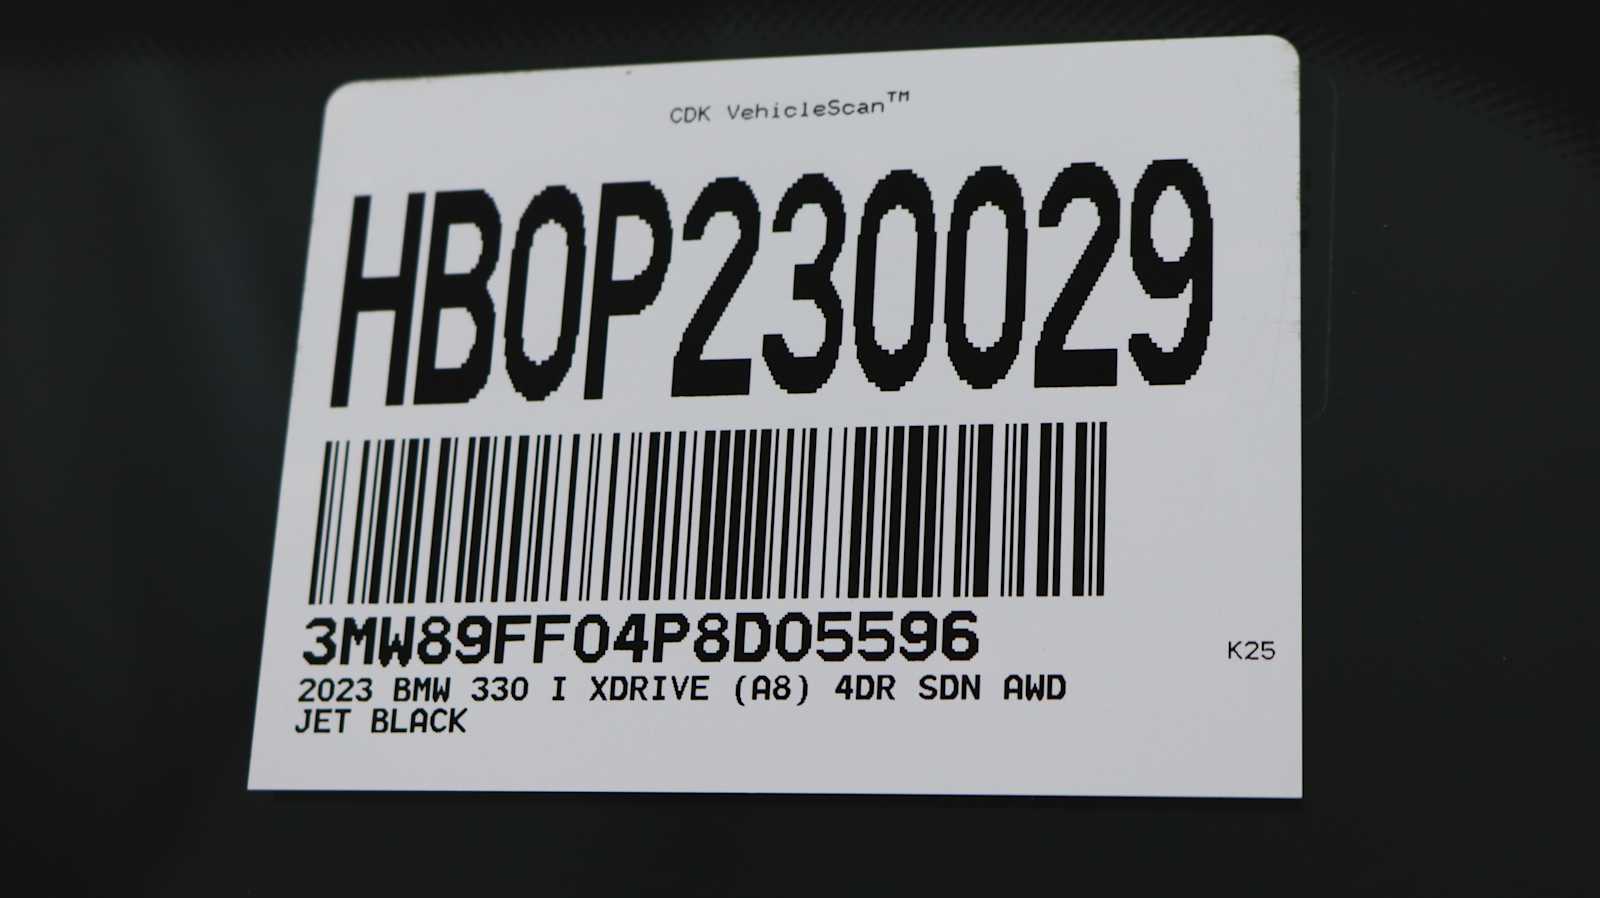 CDK VehicleScan™
HBOP230029
3MW89FF04P8D05596
K25
2023 BMW 330 I XDRIVE (A8) 4DR SDN AWD
JET BLACK